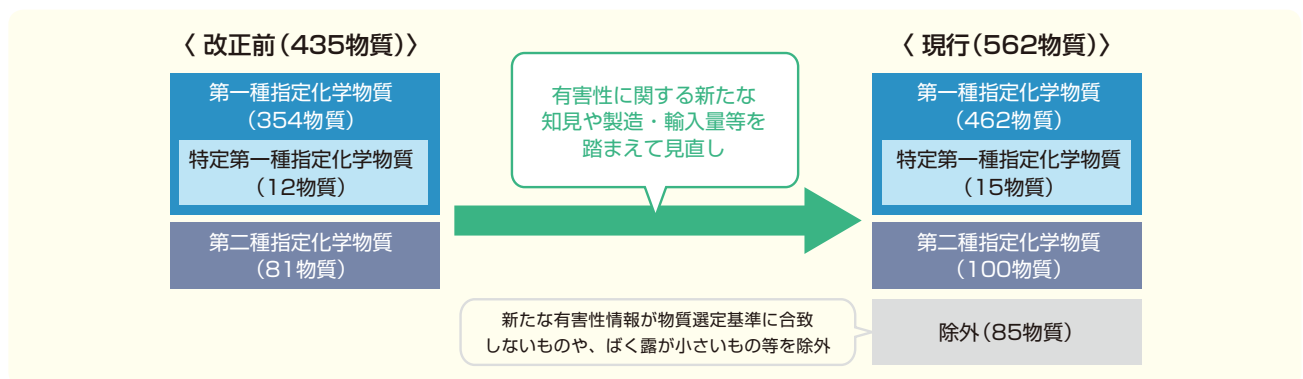 〈 改正前(435物質)〉
第一種指定化学物質
(354物質)
特定第一種指定化学物質
(12物質)
第二種指定化学物質
(81物質)
有害性に関する新たな
知見や製造・輸入量等を
踏まえて見直し
〈 現行(562物質)〉
第一種指定化学物質
(462物質)
特定第一種指定化学物質
(15物質)
第二種指定化学物質
(100物質)
新たな有害性情報が物質選定基準に合致
しないものや、ばく露が小さいもの等を除外
除外(85物質)